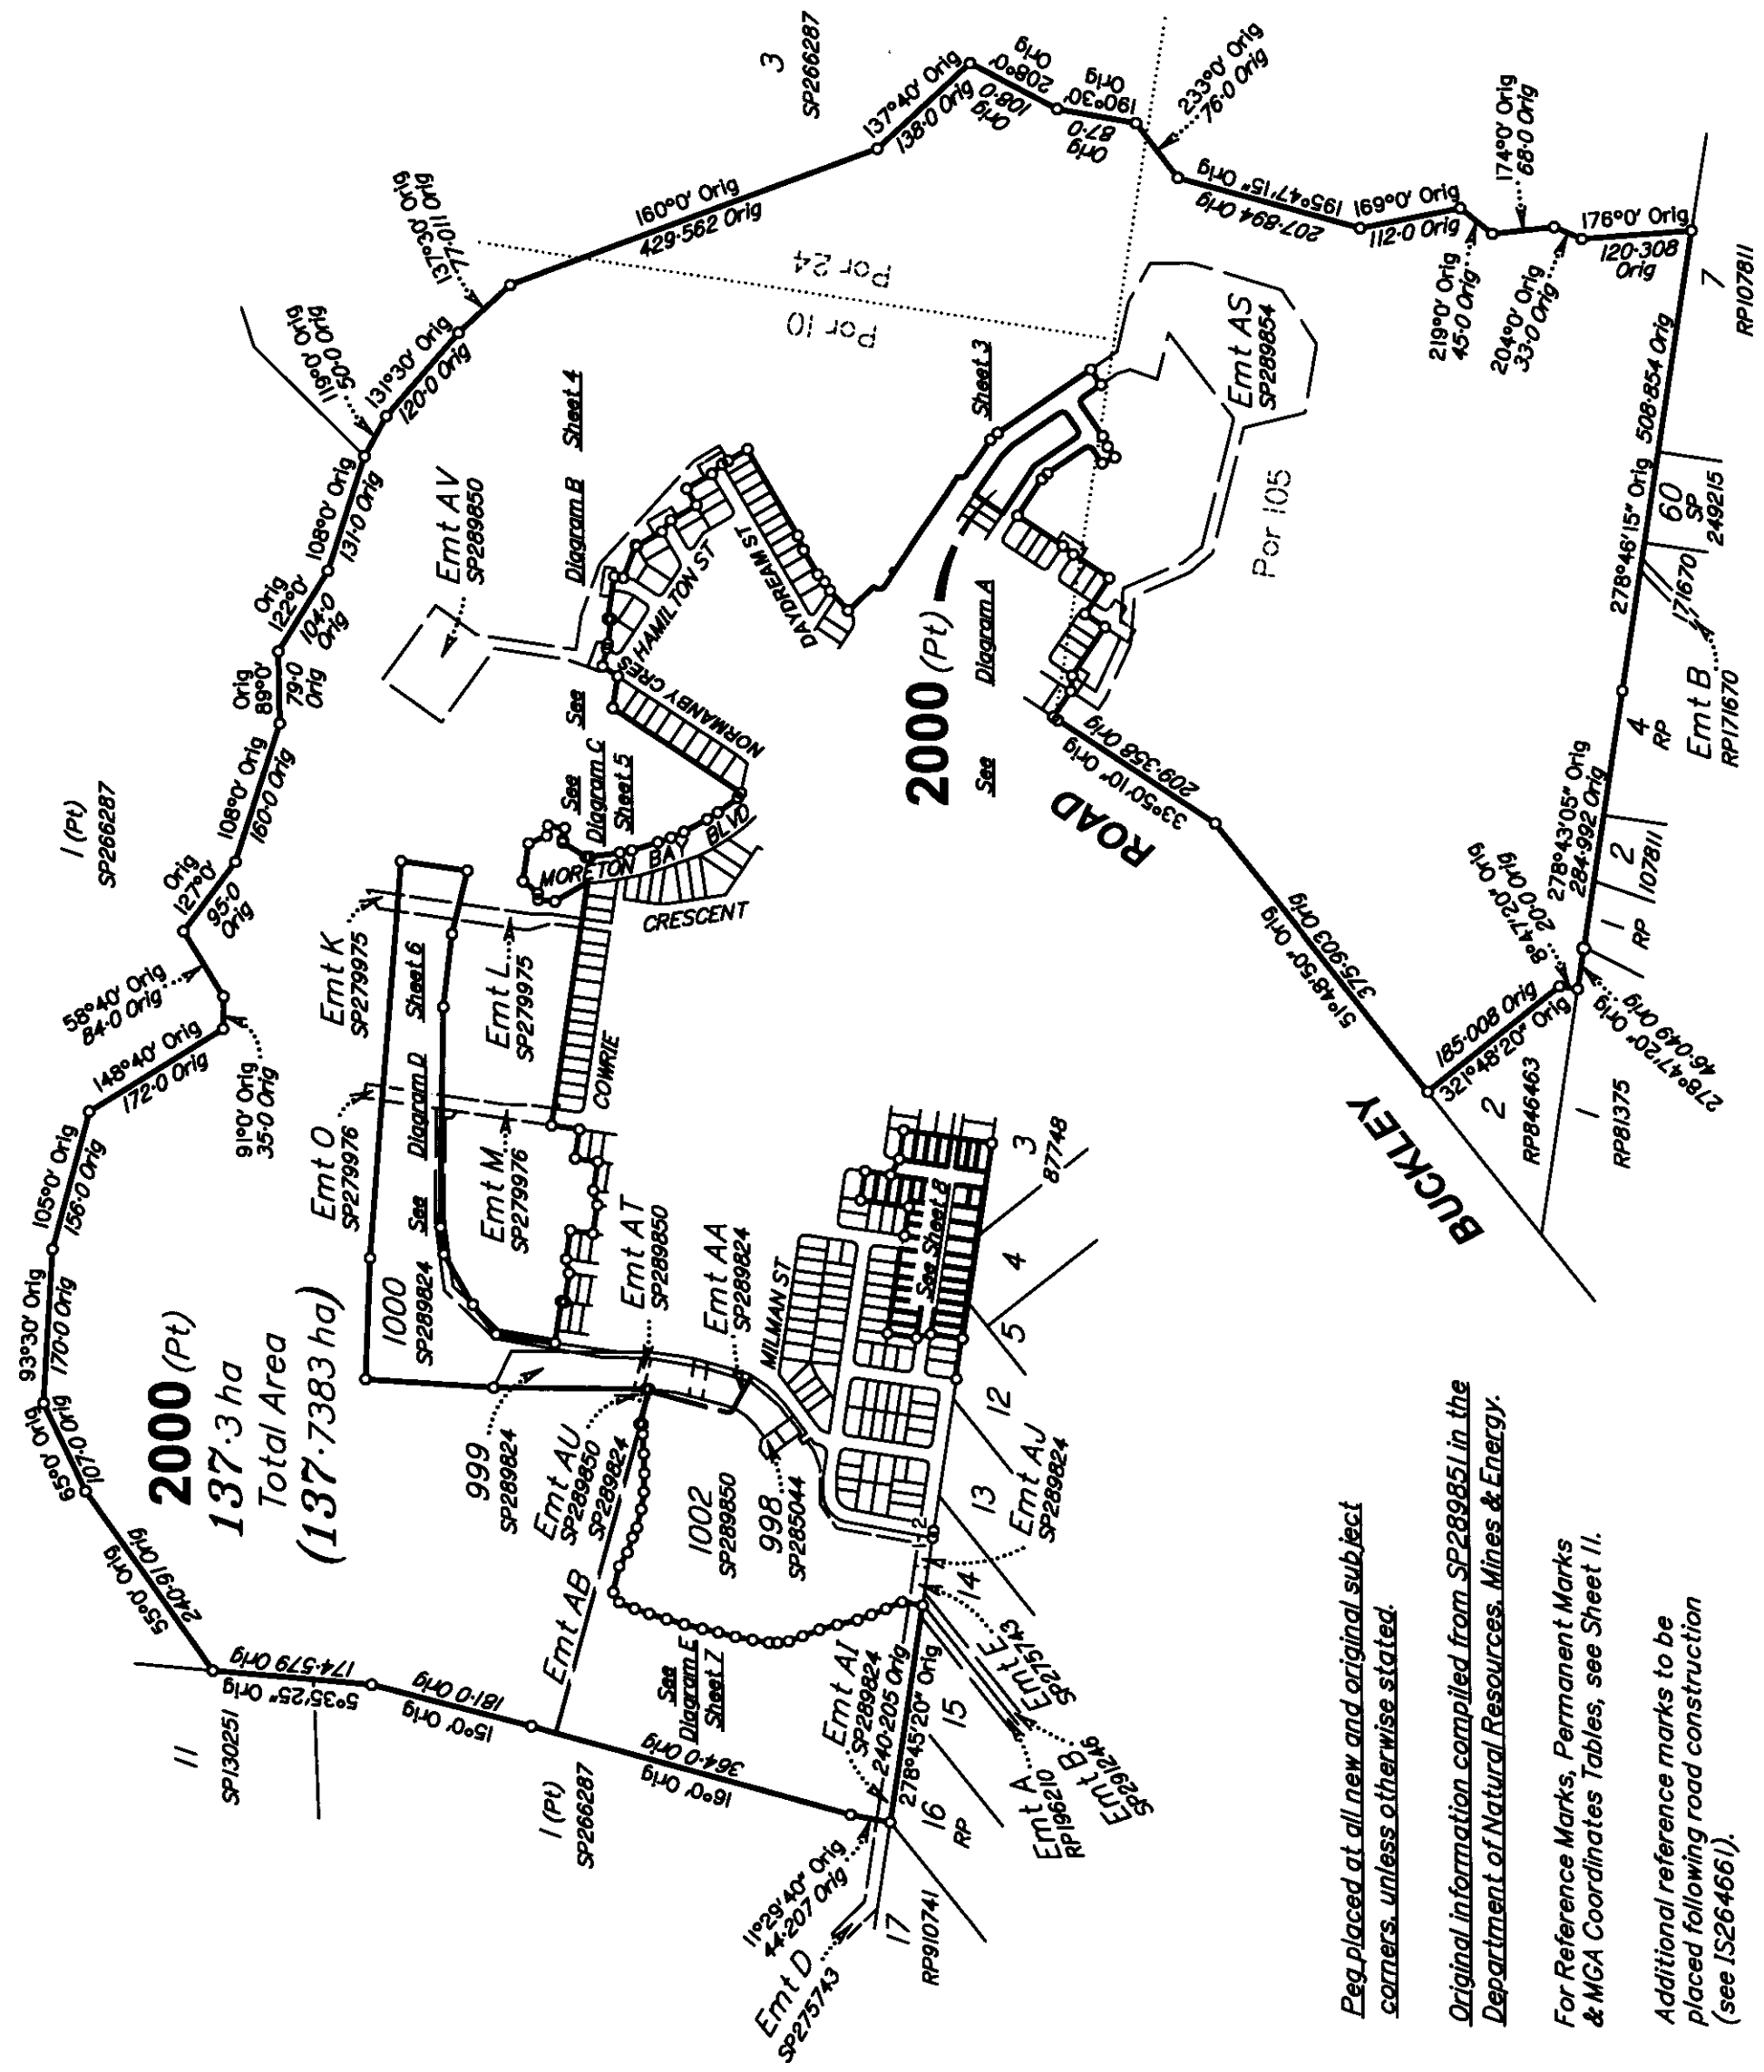 3
SP266287
137°40' Orig
138·0 Orig
208°0'
Orig
108·0
Orig
190°30'
Orig
87·0
Orig
233°0' Orig
76·0 Orig
195°47'15" Orig
207·894 Orig
169°0' Orig
112·0 Orig
219°0' Orig
45·0 Orig
174°0' Orig
68·0 Orig
204°0' Orig
33·0 Orig
176°0' Orig
120·308
Orig
7
RP107811
160°0' Orig
429·562 Orig
137°30' Orig
77·011 Orig
Por 24
Por 10
119°0' Orig
50·0 Orig
131°30' Orig
120·0 Orig
108°0' Orig
131·0 Orig
Orig
122°0'
104·0
Orig
Orig
89°0'
79·0
Orig
108°0' Orig
160·0 Orig
1 (Pt)
SP266287
Orig
127°0'
95·0
Orig
58°40' Orig
84·0 Orig
91°0' Orig
35·0 Orig
148°40' Orig
172·0 Orig
105°0' Orig
156·0 Orig
93°30' Orig
170·0 Orig
65°0' Orig
107·0 Orig
55°0' Orig
240·91 Orig
2000 (Pt)
137·3 ha
Total Area
(137·7383 ha)
5°35'25" Orig
174·579 Orig
11
SP130251
15°0' Orig
181·0 Orig
1 (Pt)
SP266287
16°0' Orig
364·0 Orig
11°29'40" Orig
44·207 Orig
Emt D
SP275743
17
RP910741
16
RP
15
14
13
12
5
4
3
87748
278°45'20" Orig
240·205 Orig
Emt AI
SP289824
Emt A
RP196210
Emt B
SP291246
Emt E
SP275743
Emt AJ
SP289824
See
Diagram E
Sheet 7
Emt AB
1002
SP289850
998
SP285044
Emt AU
SP289850
SP289824
999
SP289824
1000
SP289824
Emt AT
SP289850
Emt AA
SP289824
MILMAN ST
See Sheet 8
See Diagram D Sheet 6
Emt O
SP279976
Emt M
SP279976
Emt K
SP279975
Emt L
SP279975
COWRIE
CRESCENT
MORETON BAY BLVD
See
Diagram C
Sheet 5
NORMANBY CRES
HAMILTON ST
DAYDREAM ST
See Diagram B Sheet 4
Emt AV
SP289850
2000 (Pt)
See Diagram A Sheet 3
Emt AS
SP289854
Por 105
BUCKLEY ROAD
33°50'10" Orig
209·358 Orig
51°48'50" Orig
375·903 Orig
321°48'20" Orig
185·008 Orig
8°47'20" Orig
20·0 Orig
278°47'20" Orig
46·049 Orig
278°43'05" Orig
284·992 Orig
278°46'15" Orig 508·854 Orig
2
RP846463
1
RP81375
1
RP
2
107811
4
RP
171670
Emt B
RP171670
60
SP
249215
Peg placed at all new and original subject
corners, unless otherwise stated.
Original information compiled from SP289851 in the
Department of Natural Resources, Mines & Energy.
For Reference Marks, Permanent Marks
& MGA Coordinates Tables, see Sheet 11.
Additional reference marks to be
placed following road construction
(see IS264661).